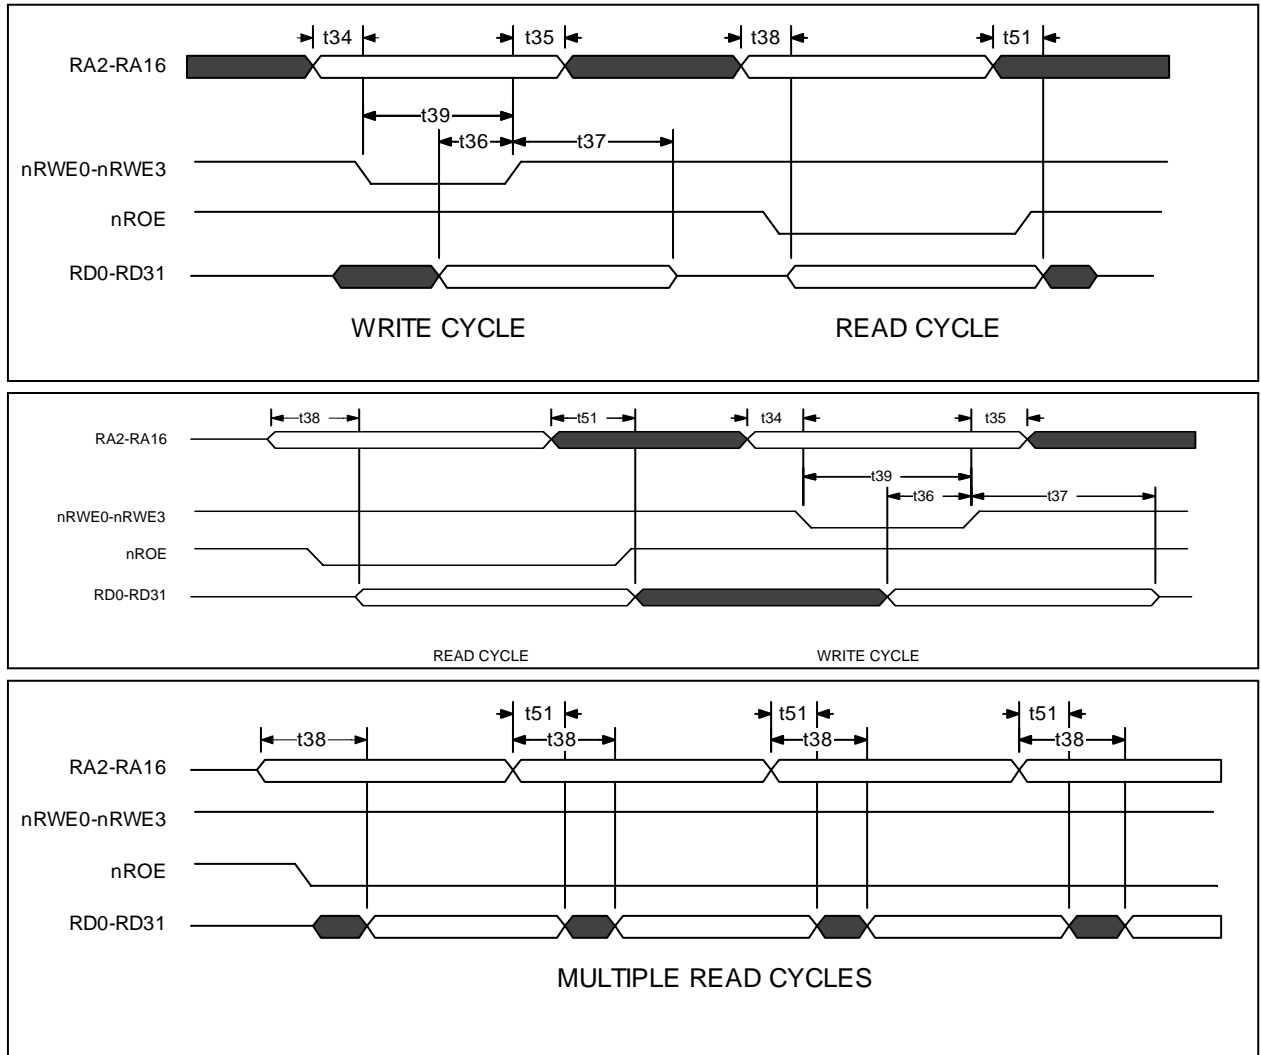 t34 t35 t38 t51
RA2-RA16
t39
t36 t37
nRWE0-nRWE3
nROE
RD0-RD31
WRITE CYCLE READ CYCLE
t38 t51 t34 t35
RA2-RA16
t39
t36 t37
nRWE0-nRWE3
nROE
RD0-RD31
READ CYCLE WRITE CYCLE
t51 t51 t51
t38 t38 t38 t38
RA2-RA16
nRWE0-nRWE3
nROE
RD0-RD31
MULTIPLE READ CYCLES